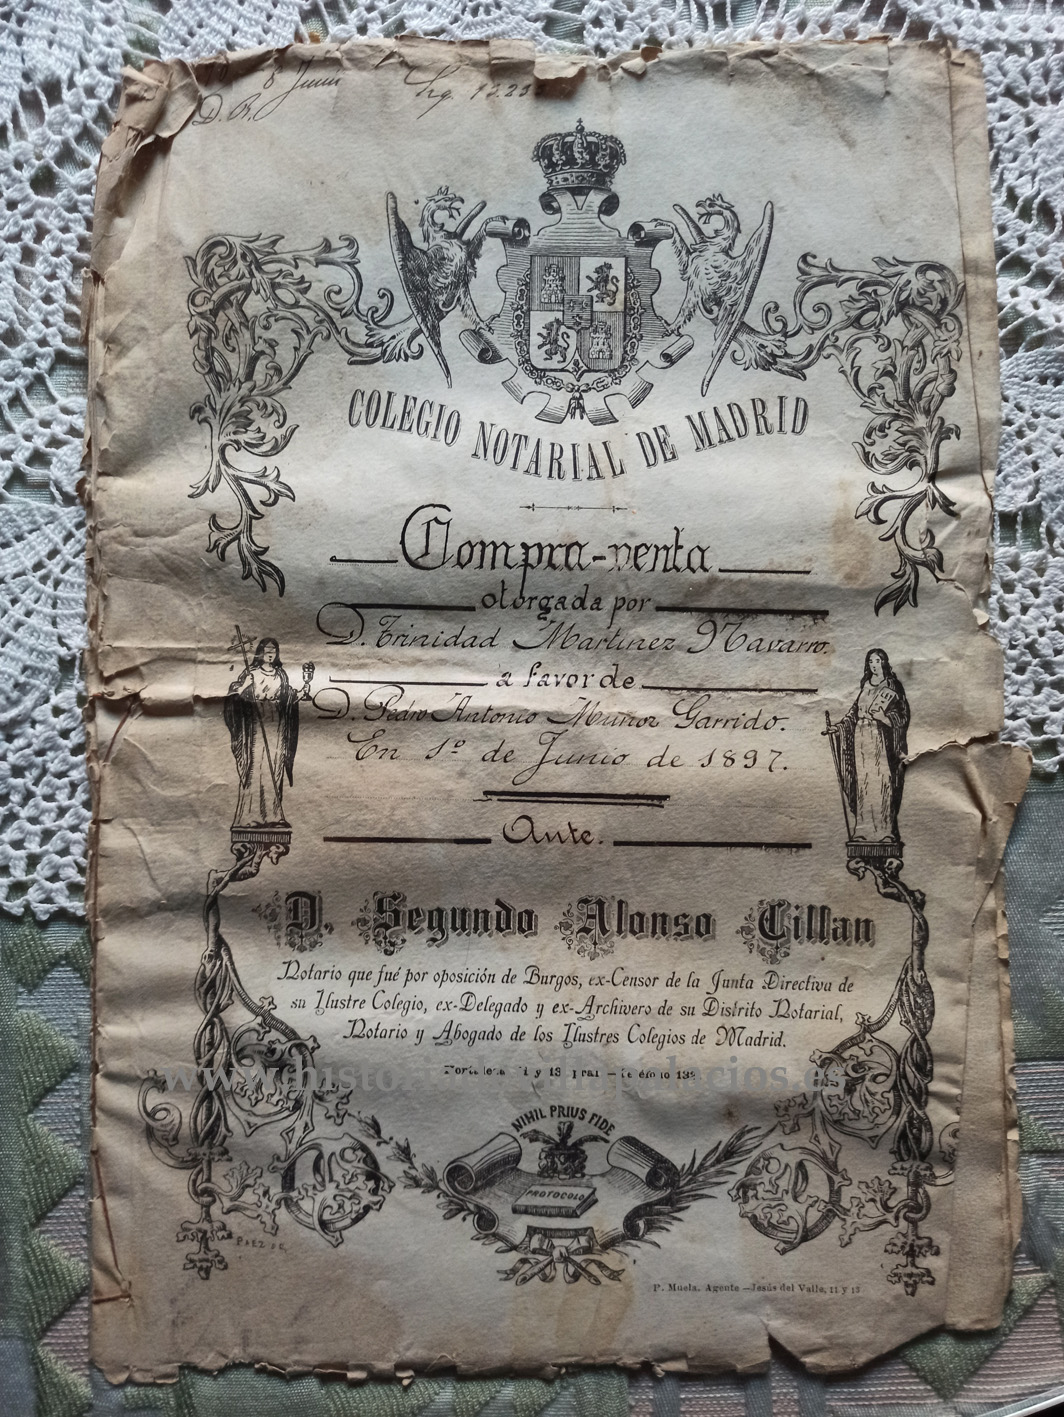 8 Junio
D. R.
COLEGIO NOTARIAL DE MADRID
Compra-venta
otorgada por
D. Trinidad Martinez Navarro.
a favor de
D. Pedro Antonio Muñoz Garrido.
En 1º de Junio de 1897.
Ante.
D. Segundo Alonso Cillan
Notario que fué por oposición de Burgos, ex-Censor de la Junta Directiva de
su Ilustre Colegio, ex-Delegado y ex-Archivero de su Distrito Notarial,
Notario y Abogado de los Ilustres Colegios de Madrid.
NIHIL PRIUS FIDE
PROTOCOLO
PAEZ
P. Muela. Agente.—Jesús del Valle, 11 y 13